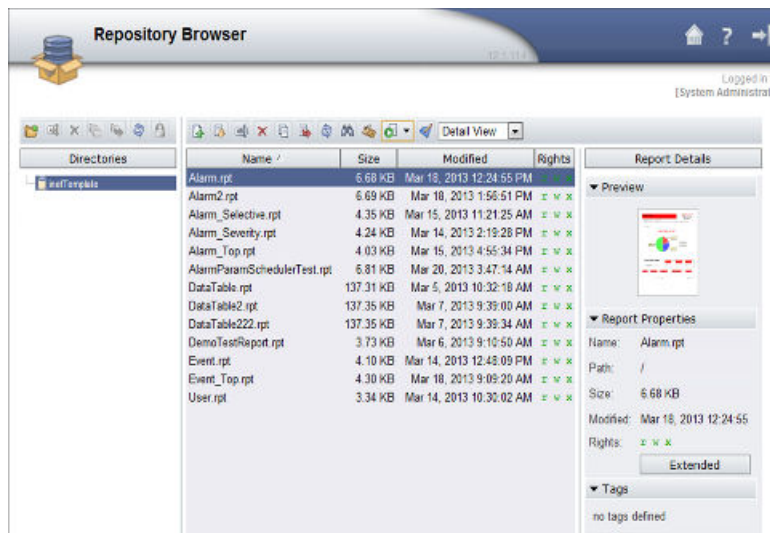 Repository Browser
?
Logged in
[System Administrat
Detail View
Directories
Name
Size
Modified
Rights
Report Details
Alarm.rpt 6.68 KB Mar 18, 2013 12:24:55 PM r w x
Alarm2.rpt 6.69 KB Mar 18, 2013 1:56:51 PM r w x
Alarm_Selective.rpt 4.35 KB Mar 15, 2013 11:21:25 AM r w x
Alarm_Severity.rpt 4.24 KB Mar 14, 2013 2:19:28 PM r w x
Alarm_Top.rpt 4.03 KB Mar 15, 2013 4:55:34 PM r w x
AlarmParamSchedulerTest.rpt 6.81 KB Mar 20, 2013 3:47:14 AM r w x
DataTable.rpt 137.31 KB Mar 5, 2013 10:32:18 AM r w x
DataTable2.rpt 137.35 KB Mar 7, 2013 9:39:00 AM r w x
DataTable222.rpt 137.35 KB Mar 7, 2013 9:39:34 AM r w x
DemoTestReport.rpt 3.73 KB Mar 6, 2013 9:10:50 AM r w x
Event.rpt 4.10 KB Mar 14, 2013 12:48:09 PM r w x
Event_Top.rpt 4.30 KB Mar 18, 2013 9:09:20 AM r w x
User.rpt 3.34 KB Mar 14, 2013 10:30:02 AM r w x
Preview
Report Properties
Name: Alarm.rpt
Path: /
Size: 6.68 KB
Modified: Mar 18, 2013 12:24:55
Rights: r w x
Extended
Tags
no tags defined